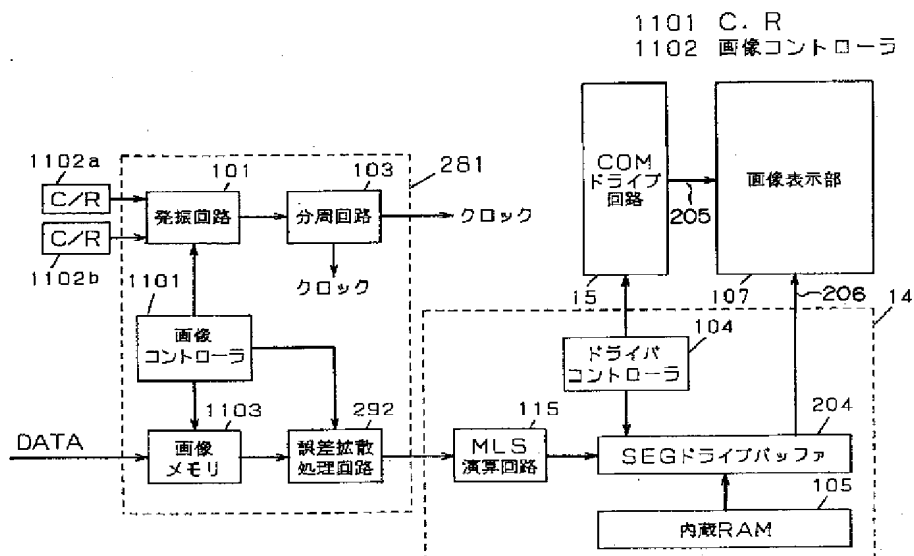 1101 C. R
1102 画像コントローラ
1102a
C/R
C/R
1102b
101
発振回路
103
分周回路
281
クロック
クロック
COM
ドライブ
回路
15
205
画像表示部
107
206
14
1101
画像
コントローラ
104
ドライバ
コントローラ
DATA
1103
画像
メモリ
292
誤差拡散
処理回路
115
MLS
演算回路
204
SEGドライブバッファ
105
内蔵RAM